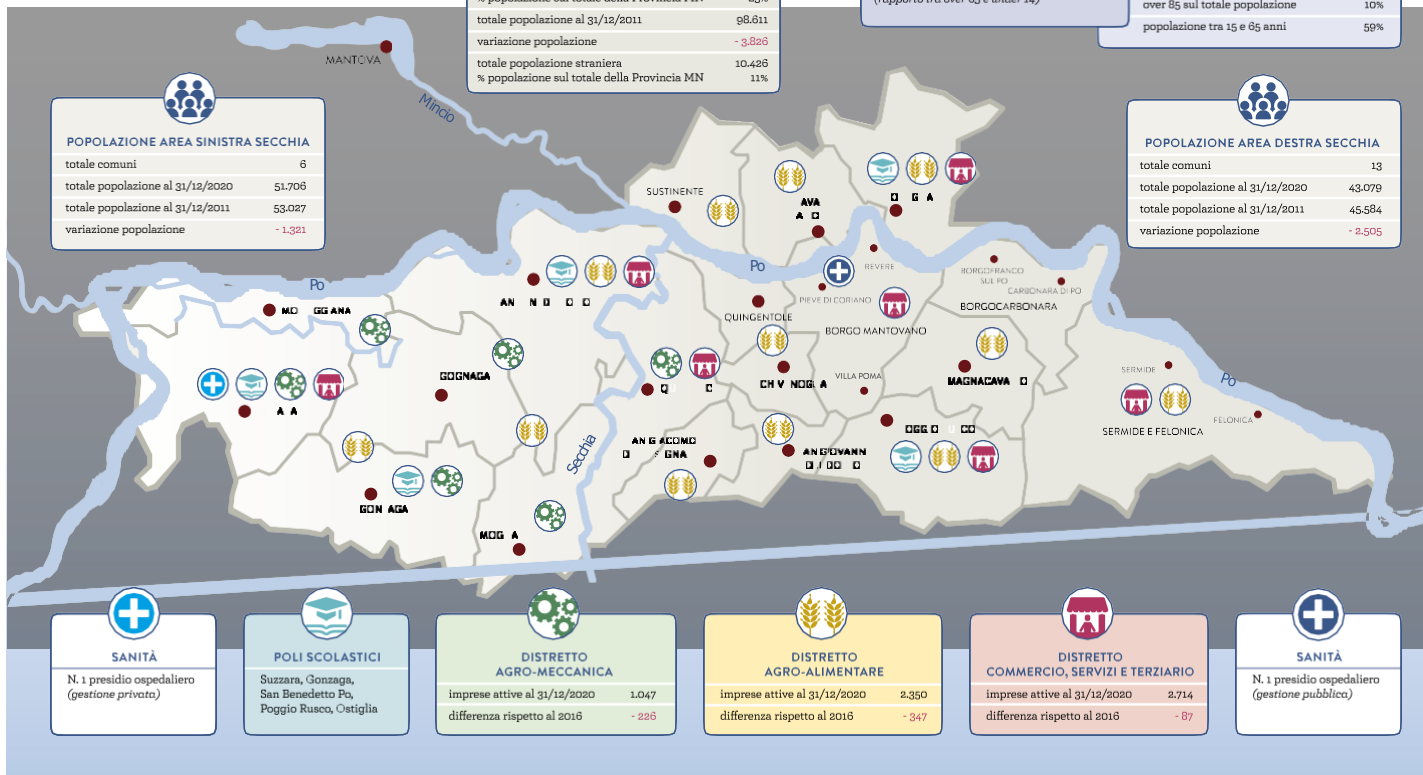 totale popolazione al 31/12/2011 98.611
variazione popolazione - 3.826
totale popolazione straniera 10.426
% popolazione sul totale della Provincia MN 11%
over 85 sul totale popolazione 10%
popolazione tra 15 e 65 anni 59%
MANTOVA
Mincio
POPOLAZIONE AREA SINISTRA SECCHIA
totale comuni 6
totale popolazione al 31/12/2020 51.706
totale popolazione al 31/12/2011 53.027
variazione popolazione - 1.321
POPOLAZIONE AREA DESTRA SECCHIA
totale comuni 13
totale popolazione al 31/12/2020 43.079
totale popolazione al 31/12/2011 45.584
variazione popolazione - 2.505
SUSTINENTE
Po
Po
REVERE
BORGOFRANCO
SUL PO
CARBONARA DI PO
PIEVE DI CORIANO
BORGOCARBONARA
QUINGENTOLE
BORGO MANTOVANO
VILLA POMA
SERMIDE
Po
FELONICA
SERMIDE E FELONICA
Secchia
SANITÀ
N. 1 presidio ospedaliero
(gestione privata)
POLI SCOLASTICI
Suzzara, Gonzaga,
San Benedetto Po,
Poggio Rusco, Ostiglia
DISTRETTO
AGRO-MECCANICA
imprese attive al 31/12/2020 1.047
differenza rispetto al 2016 - 226
DISTRETTO
AGRO-ALIMENTARE
imprese attive al 31/12/2020 2.350
differenza rispetto al 2016 - 347
DISTRETTO
COMMERCIO, SERVIZI E TERZIARIO
imprese attive al 31/12/2020 2.714
differenza rispetto al 2016 - 87
SANITÀ
N. 1 presidio ospedaliero
(gestione pubblica)